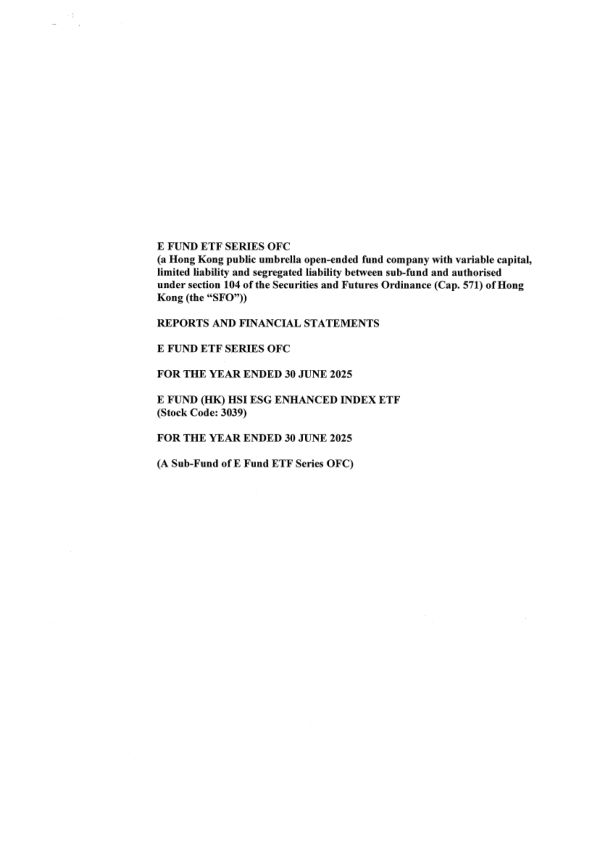 E FUND ETF SERIES OFC
(a Hong Kong public umbrella open-ended fund company with variable capital,
limited liability and segregated liability between sub-fund and authorised
under section 104 of the Securities and Futures Ordinance (Cap. 571) of Hong
Kong (the “SFO”))
REPORTS AND FINANCIAL STATEMENTS
E FUND ETF SERIES OFC
FOR THE YEAR ENDED 30 JUNE 2025
E FUND (HK) HSI ESG ENHANCED INDEX ETF
(Stock Code: 3039)
FOR THE YEAR ENDED 30 JUNE 2025
(A Sub-Fund of E Fund ETF Series OFC)